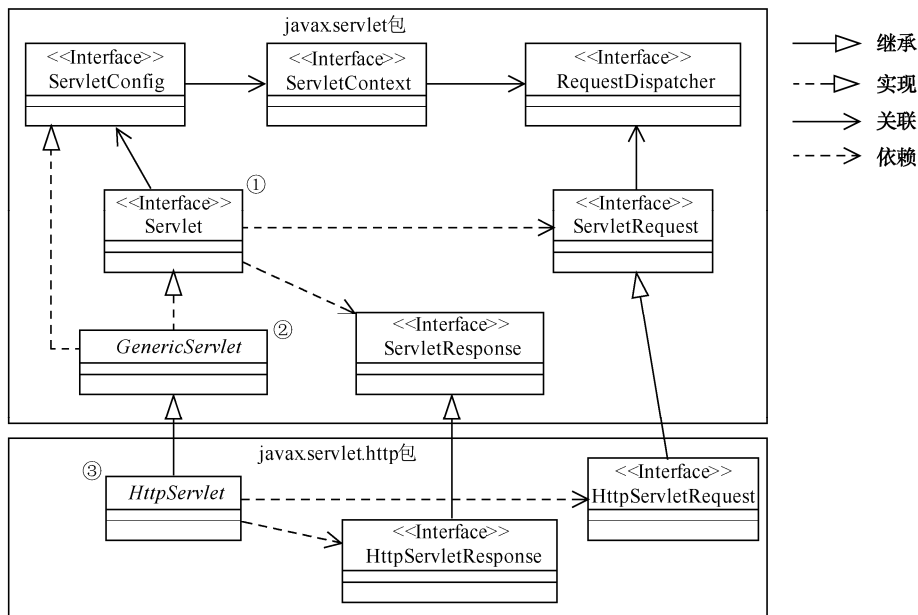 javax.servlet包
<<Interface>>
ServletConfig
<<Interface>>
ServletContext
<<Interface>>
RequestDispatcher
继承
实现
关联
依赖
①
<<Interface>>
Servlet
<<Interface>>
ServletRequest
②
GenericServlet
<<Interface>>
ServletResponse
javax.servlet.http包
③
HttpServlet
<<Interface>>
HttpServletRequest
<<Interface>>
HttpServletResponse